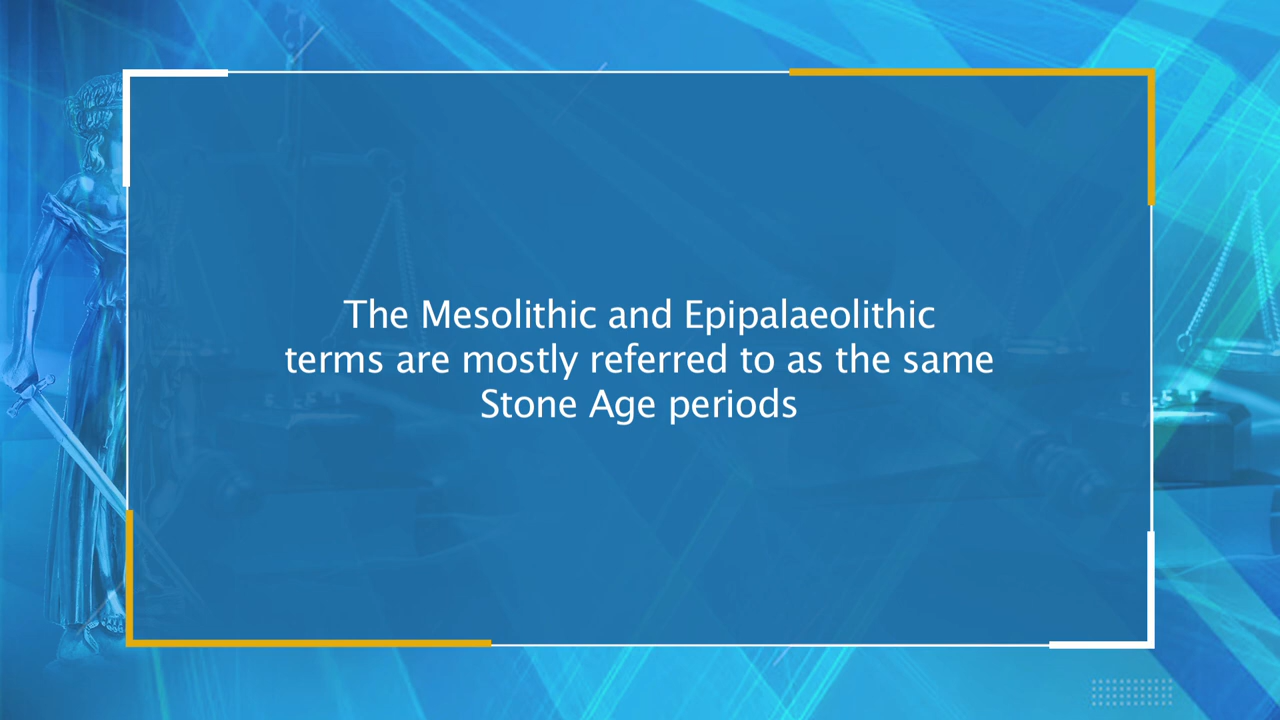 The Mesolithic and Epipalaeolithic
terms are mostly referred to as the same
Stone Age periods